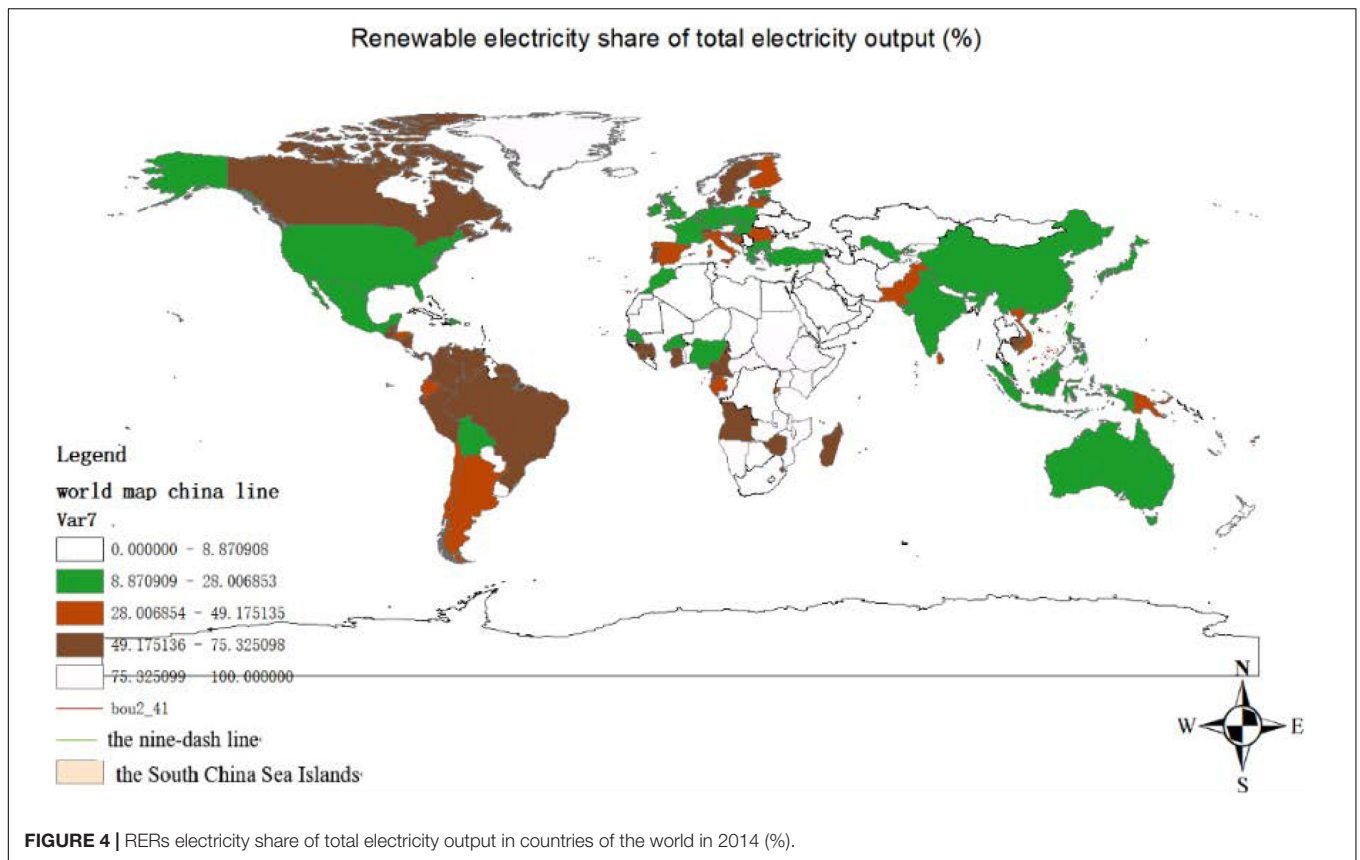 Renewable electricity share of total electricity output (%)
Legend
world map china line
Var7
0.000000 - 8.870908
8.870909 - 28.006853
28.006854 - 49.175135
49.175136 - 75.325098
75.325099 - 100.000000
bou2_41
the nine-dash line
the South China Sea Islands
N
W E
S
FIGURE 4 | RERs electricity share of total electricity output in countries of the world in 2014 (%).